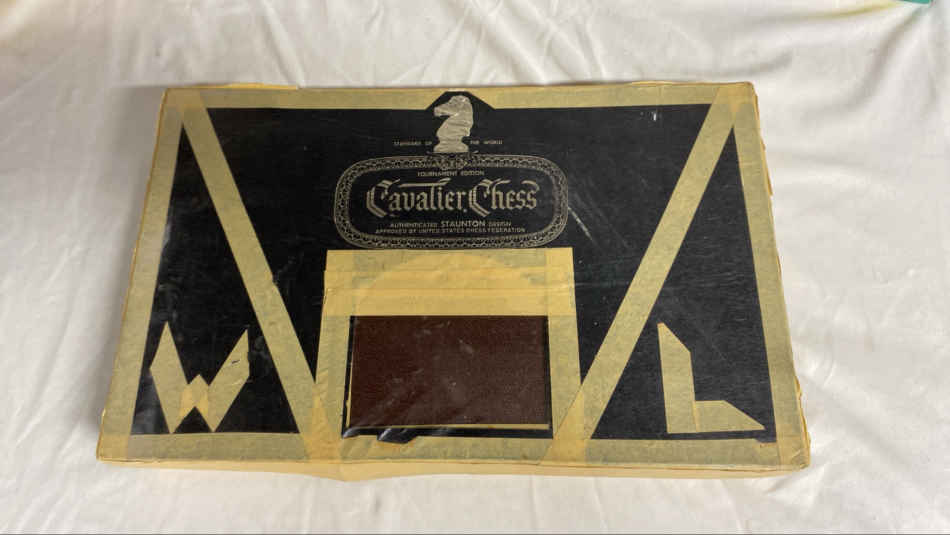 STANDARD OF THE WORLD
TOURNAMENT EDITION
Cavalier Chess
AUTHENTICATED STAUNTON DESIGN
APPROVED BY UNITED STATES CHESS FEDERATION
W L